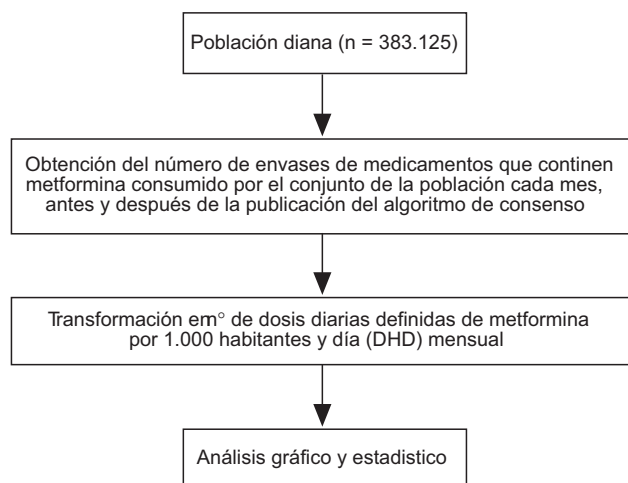 Población diana (n = 383.125)
Obtención del número de envases de medicamentos que continen
metformina consumido por el conjunto de la población cada mes,
antes y después de la publicación del algoritmo de consenso
Transformación em° de dosis diarias definidas de metformina
por 1.000 habitantes y día (DHD) mensual
Análisis gráfico y estadistico